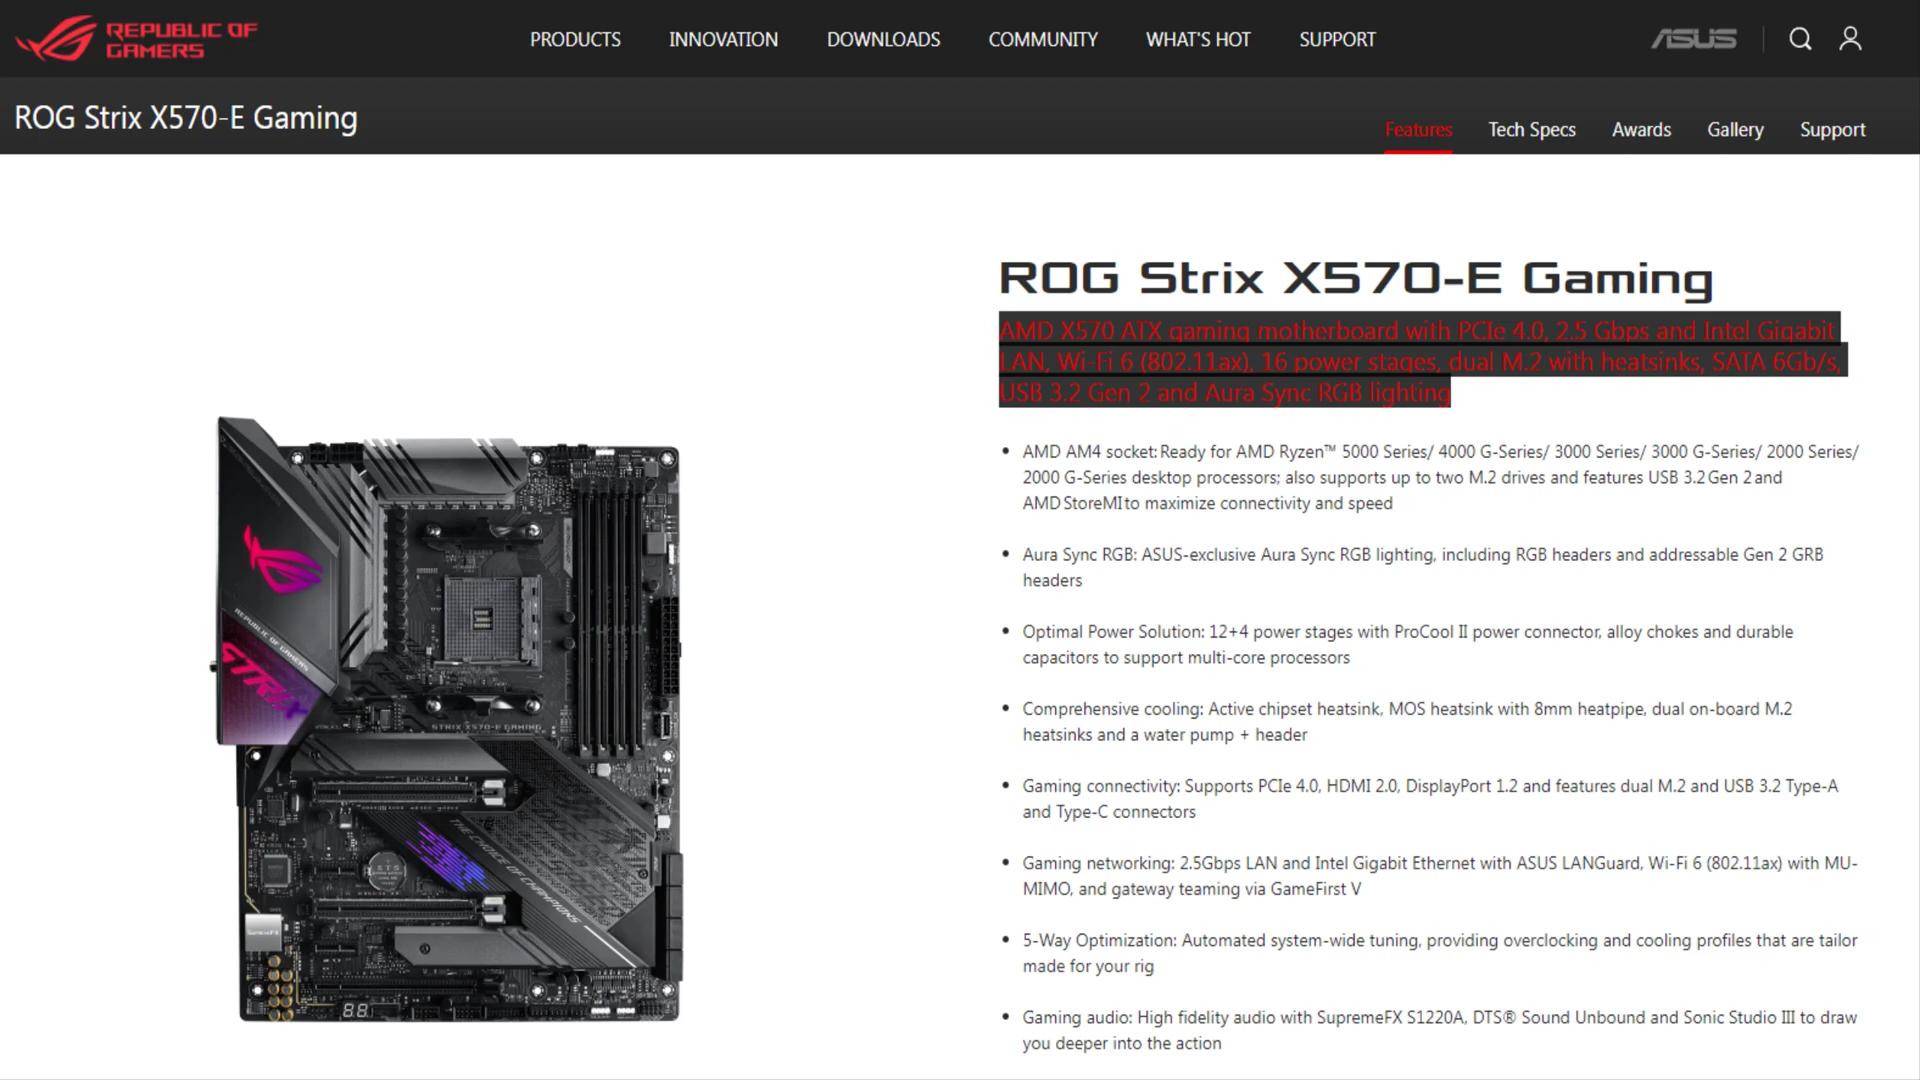 REPUBLIC OF
GAMERS
PRODUCTS INNOVATION DOWNLOADS COMMUNITY WHAT'S HOT SUPPORT
ASUS
ROG Strix X570-E Gaming
Features Tech Specs Awards Gallery Support
ROG Strix X570-E Gaming
AMD X570 ATX gaming motherboard with PCIe 4.0, 2.5 Gbps and Intel Gigabit
LAN, Wi-Fi 6 (802.11ax), 16 power stages, dual M.2 with heatsinks, SATA 6Gb/s,
USB 3.2 Gen 2 and Aura Sync RGB lighting
• AMD AM4 socket: Ready for AMD Ryzen™ 5000 Series/ 4000 G-Series/ 3000 Series/ 3000 G-Series/ 2000 Series/
2000 G-Series desktop processors; also supports up to two M.2 drives and features USB 3.2 Gen 2 and
AMD StoreMI to maximize connectivity and speed
• Aura Sync RGB: ASUS-exclusive Aura Sync RGB lighting, including RGB headers and addressable Gen 2 GRB
headers
• Optimal Power Solution: 12+4 power stages with ProCool II power connector, alloy chokes and durable
capacitors to support multi-core processors
• Comprehensive cooling: Active chipset heatsink, MOS heatsink with 8mm heatpipe, dual on-board M.2
heatsinks and a water pump + header
• Gaming connectivity: Supports PCIe 4.0, HDMI 2.0, DisplayPort 1.2 and features dual M.2 and USB 3.2 Type-A
and Type-C connectors
• Gaming networking: 2.5Gbps LAN and Intel Gigabit Ethernet with ASUS LANGuard, Wi-Fi 6 (802.11ax) with MU-
MIMO, and gateway teaming via GameFirst V
• 5-Way Optimization: Automated system-wide tuning, providing overclocking and cooling profiles that are tailor
made for your rig
• Gaming audio: High fidelity audio with SupremeFX S1220A, DTS® Sound Unbound and Sonic Studio III to draw
you deeper into the action
REPUBLIC OF GAMERS
STRIX
STRIX X570-E GAMING
THE CHOICE OF CHAMPIONS
88